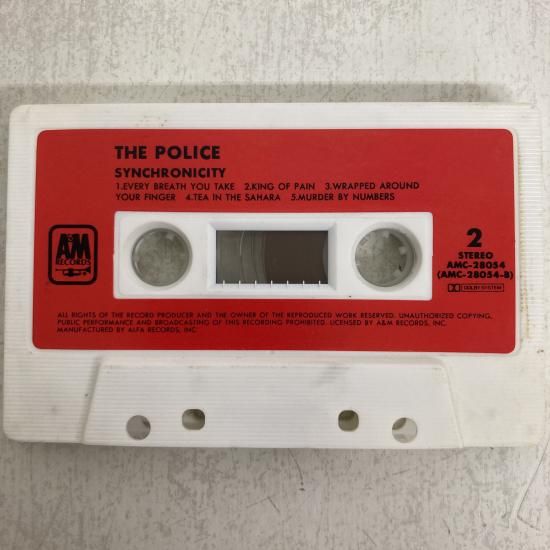 THE POLICE
SYNCHRONICITY
1.EVERY BREATH YOU TAKE 2.KING OF PAIN 3.WRAPPED AROUND
YOUR FINGER 4.TEA IN THE SAHARA 5.MURDER BY NUMBERS
A&M
RECORDS
2
STEREO
AMC-28054
(AMC-28054-B)
DOLBY SYSTEM
ALL RIGHTS OF THE RECORD PRODUCER AND THE OWNER OF THE REPRODUCED WORK RESERVED. UNAUTHORIZED COPYING,
PUBLIC PERFORMANCE AND BROADCASTING OF THIS RECORDING PROHIBITED. LICENSED BY A&M RECORDS, INC.
MANUFACTURED BY ALFA RECORDS, INC.